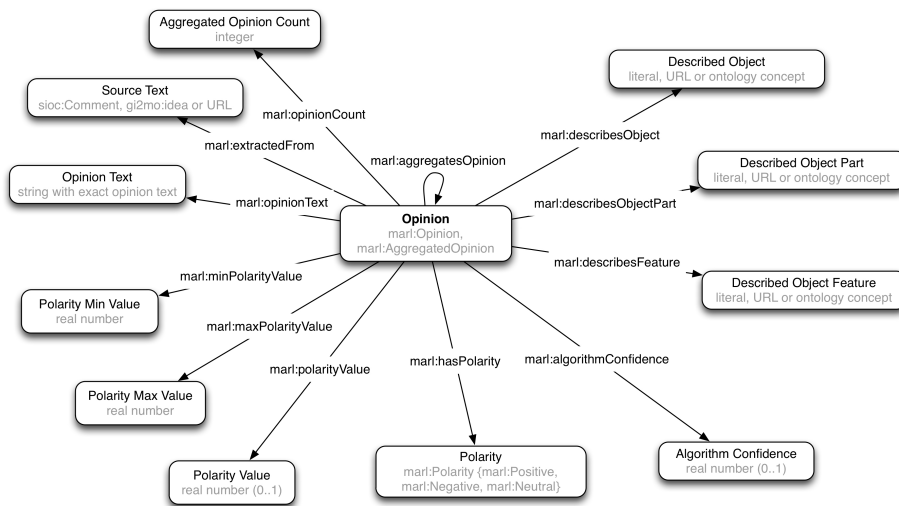 Aggregated Opinion Count
integer
Described Object
literal, URL or ontology concept
Source Text
sioc:Comment, gi2mo:idea or URL
marl:opinionCount
marl:describesObject
marl:extractedFrom
marl:aggregatesOpinion
Described Object Part
literal, URL or ontology concept
Opinion Text
string with exact opinion text
marl:opinionText
marl:describesObjectPart
Opinion
marl:Opinion,
marl:AggregatedOpinion
marl:minPolarityValue
marl:describesFeature
Described Object Feature
literal, URL or ontology concept
Polarity Min Value
real number
marl:maxPolarityValue
marl:polarityValue
marl:hasPolarity
marl:algorithmConfidence
Polarity Max Value
real number
Polarity
marl:Polarity {marl:Positive,
marl:Negative, marl:Neutral}
Algorithm Confidence
real number (0..1)
Polarity Value
real number (0..1)